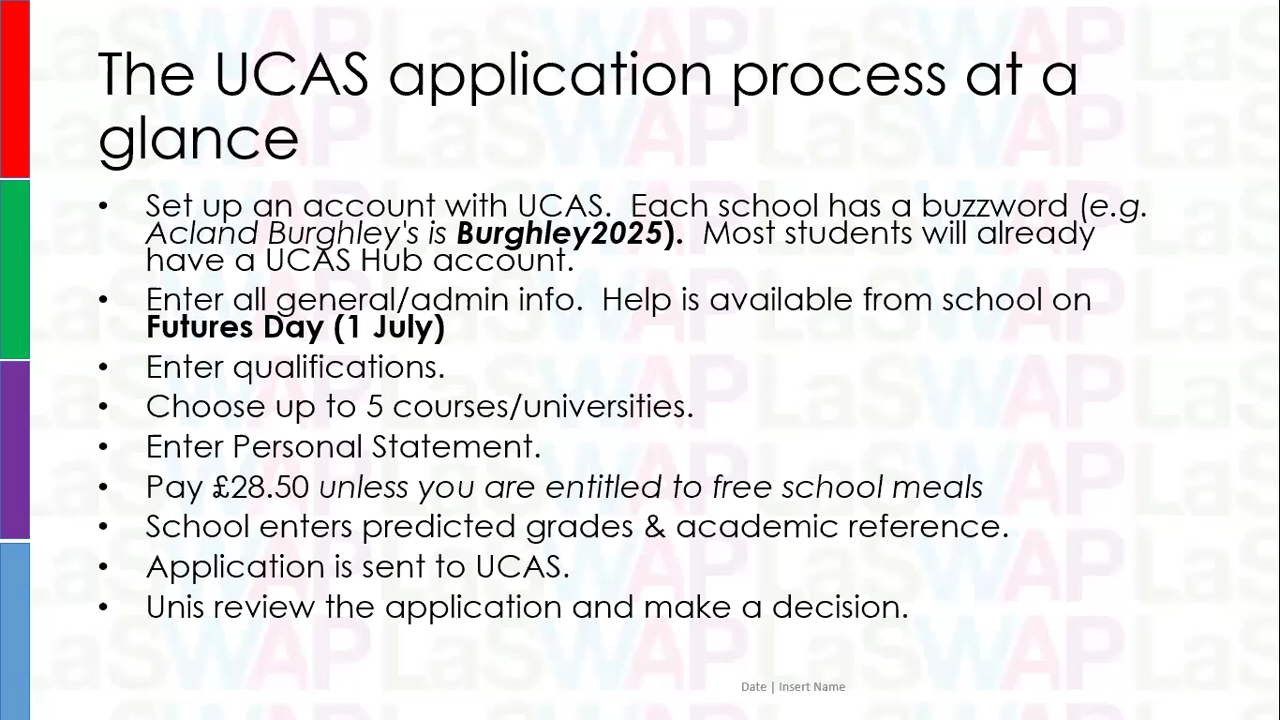 The UCAS application process at a
glance
• Set up an account with UCAS.  Each school has a buzzword (e.g.
Acland Burghley's is Burghley2025).  Most students will already
have a UCAS Hub account.
• Enter all general/admin info.  Help is available from school on
Futures Day (1 July)
• Enter qualifications.
• Choose up to 5 courses/universities.
• Enter Personal Statement.
• Pay £28.50 unless you are entitled to free school meals
• School enters predicted grades & academic reference.
• Application is sent to UCAS.
• Unis review the application and make a decision.
Date | Insert Name